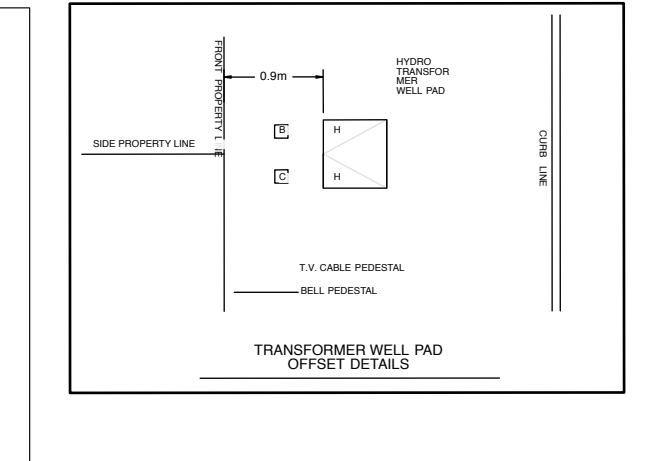 FRONT PROPERTY LINE
0.9m
HYDRO
TRANSFOR
MER
WELL PAD
B
H
SIDE PROPERTY LINE
CURB LINE
C
H
T.V. CABLE PEDESTAL
BELL PEDESTAL
TRANSFORMER WELL PAD
OFFSET DETAILS